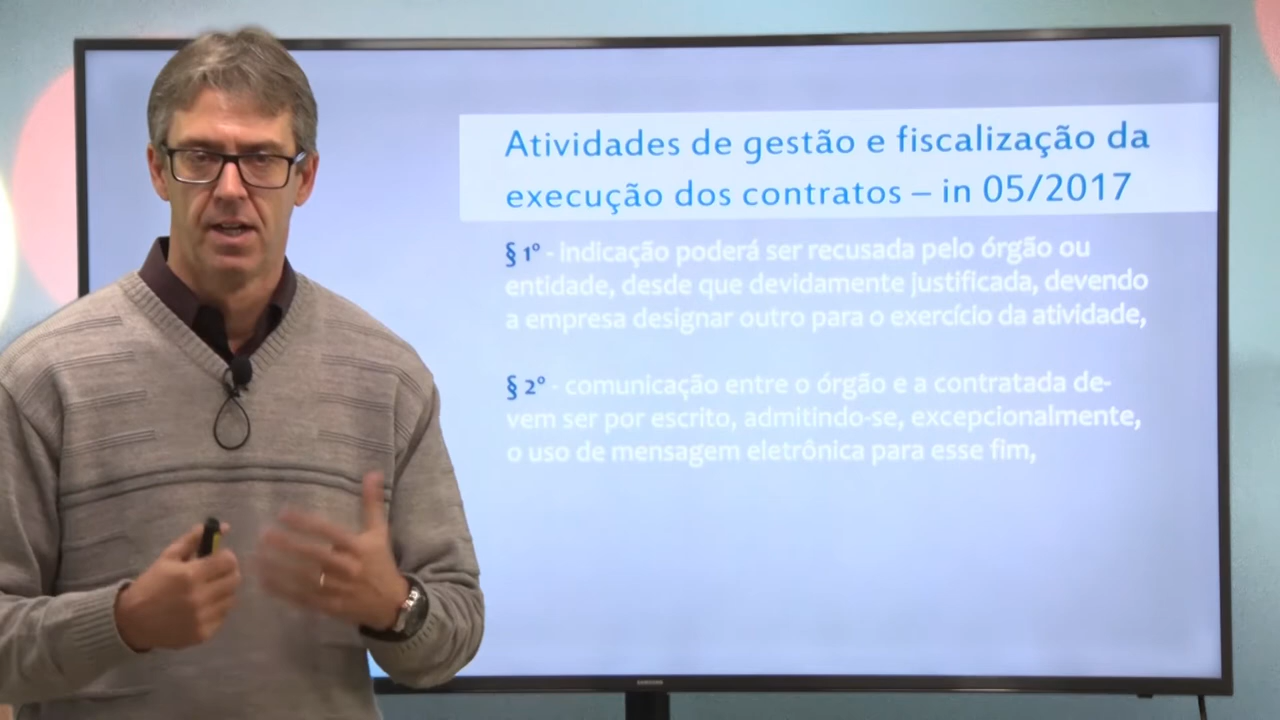 Atividades de gestão e fiscalização da
execução dos contratos – in 05/2017
§ 1º - indicação poderá ser recusada pelo órgão ou
entidade, desde que devidamente justificada, devendo
a empresa designar outro para o exercício da atividade,
§ 2º - comunicação entre o órgão e a contratada de-
vem ser por escrito, admitindo-se, excepcionalmente,
o uso de mensagem eletrônica para esse fim,
SAMSUNG